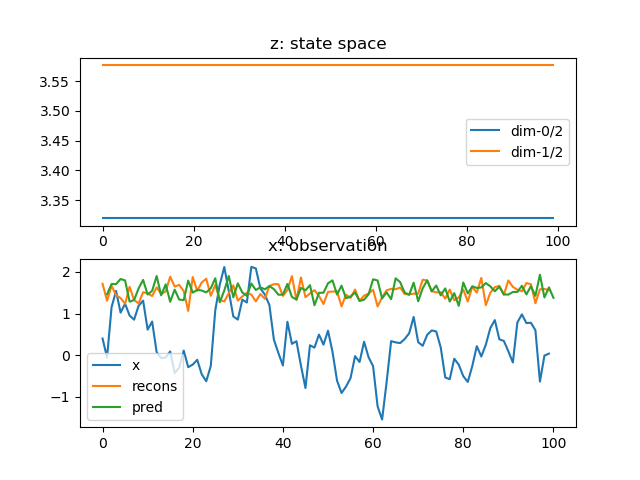 z: state space
3.55
3.50
3.45
3.40
3.35
dim-0/2
dim-1/2
0 20 40 60 80 100
x: observation
2
1
0
−1
x
recons
pred
0 20 40 60 80 100